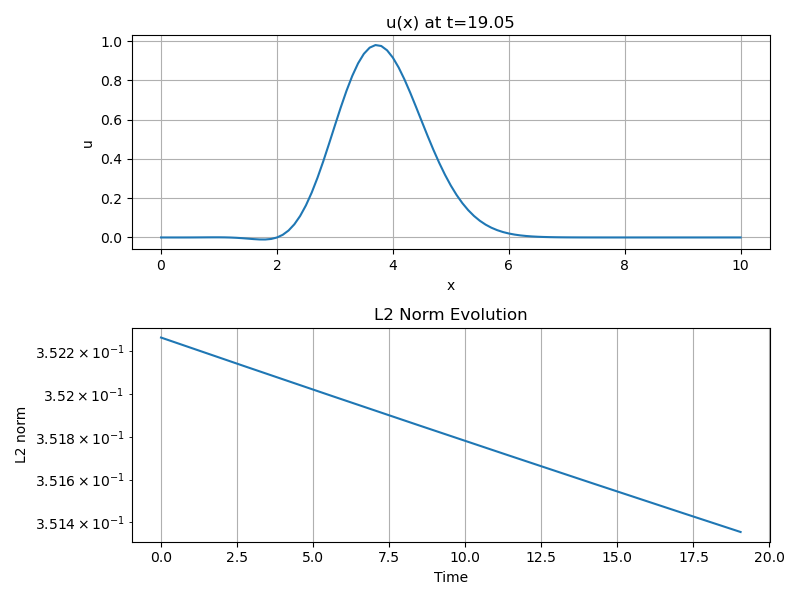 u(x) at t=19.05
u
1.0
0.8
0.6
0.4
0.2
0.0
0 2 4 6 8 10
x
L2 Norm Evolution
L2 norm
3.522 × 10⁻¹
3.52 × 10⁻¹
3.518 × 10⁻¹
3.516 × 10⁻¹
3.514 × 10⁻¹
0.0 2.5 5.0 7.5 10.0 12.5 15.0 17.5 20.0
Time